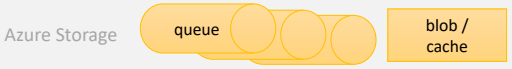 Azure Storage
queue
blob /
cache